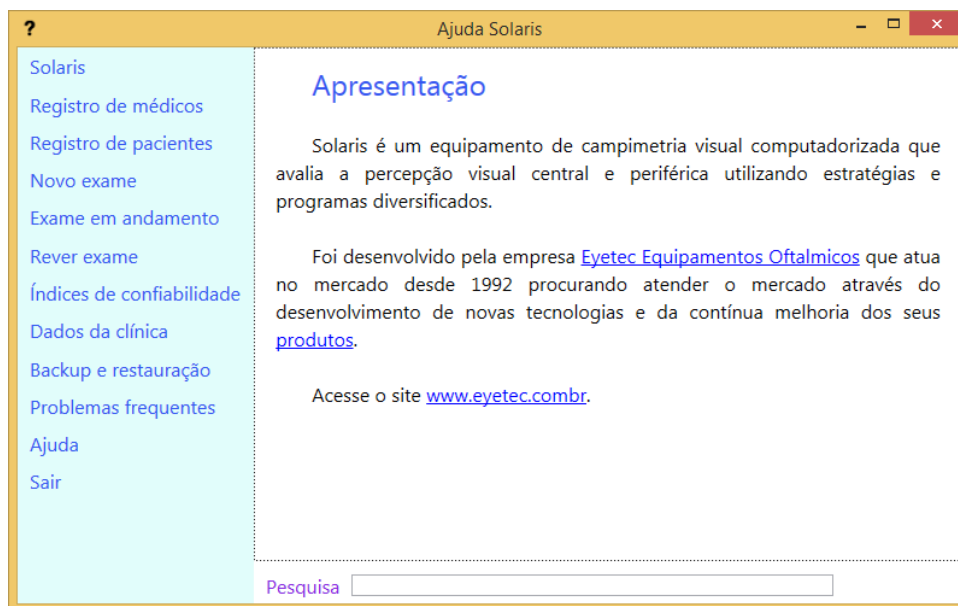 ?
Ajuda Solaris
Solaris
Registro de médicos
Registro de pacientes
Novo exame
Exame em andamento
Rever exame
Índices de confiabilidade
Dados da clínica
Backup e restauração
Problemas frequentes
Ajuda
Sair
Apresentação
Solaris é um equipamento de campimetria visual computadorizada que
avalia a percepção visual central e periférica utilizando estratégias e
programas diversificados.
Foi desenvolvido pela empresa Eyetec Equipamentos Oftalmicos que atua
no mercado desde 1992 procurando atender o mercado através do
desenvolvimento de novas tecnologias e da contínua melhoria dos seus
produtos.
Acesse o site www.eyetec.combr.
Pesquisa